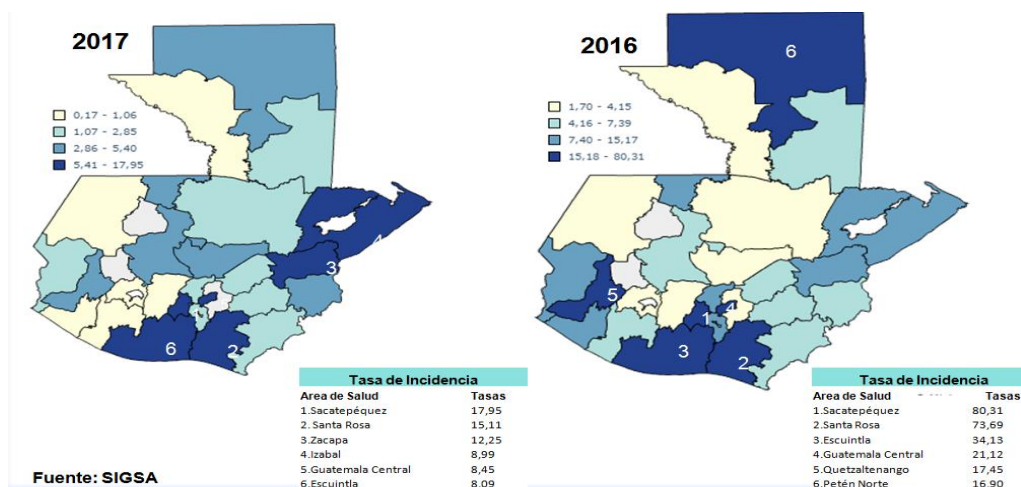 2017
0,17 - 1,06
1,07 - 2,85
2,86 - 5,40
5,41 - 17,95
4
3
6
2
Tasa de Incidencia
Area de Salud Tasas
1.Sacatepéquez 17,95
2. Santa Rosa 15,11
3.Zacapa 12,25
4.Izabal 8,99
5.Guatemala Central 8,45
6.Escuintla 8,09
Fuente: SIGSA
2016
6
1,70 - 4,15
4,16 - 7,39
7,40 - 15,17
15,18 - 80,31
5
1
4
3
2
Tasa de Incidencia
Area de Salud Tasas
1.Sacatepéquez 80,31
2.Santa Rosa 73,69
3.Escuintla 34,13
4.Guatemala Central 21,12
5.Quetzaltenango 17,45
6.Petén Norte 16,90